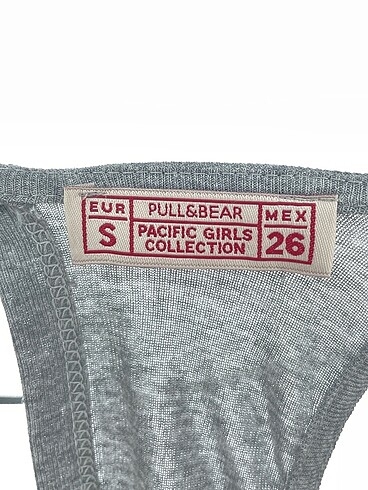 EUR
S
PULL&BEAR
PACIFIC GIRLS
COLLECTION
MEX
26